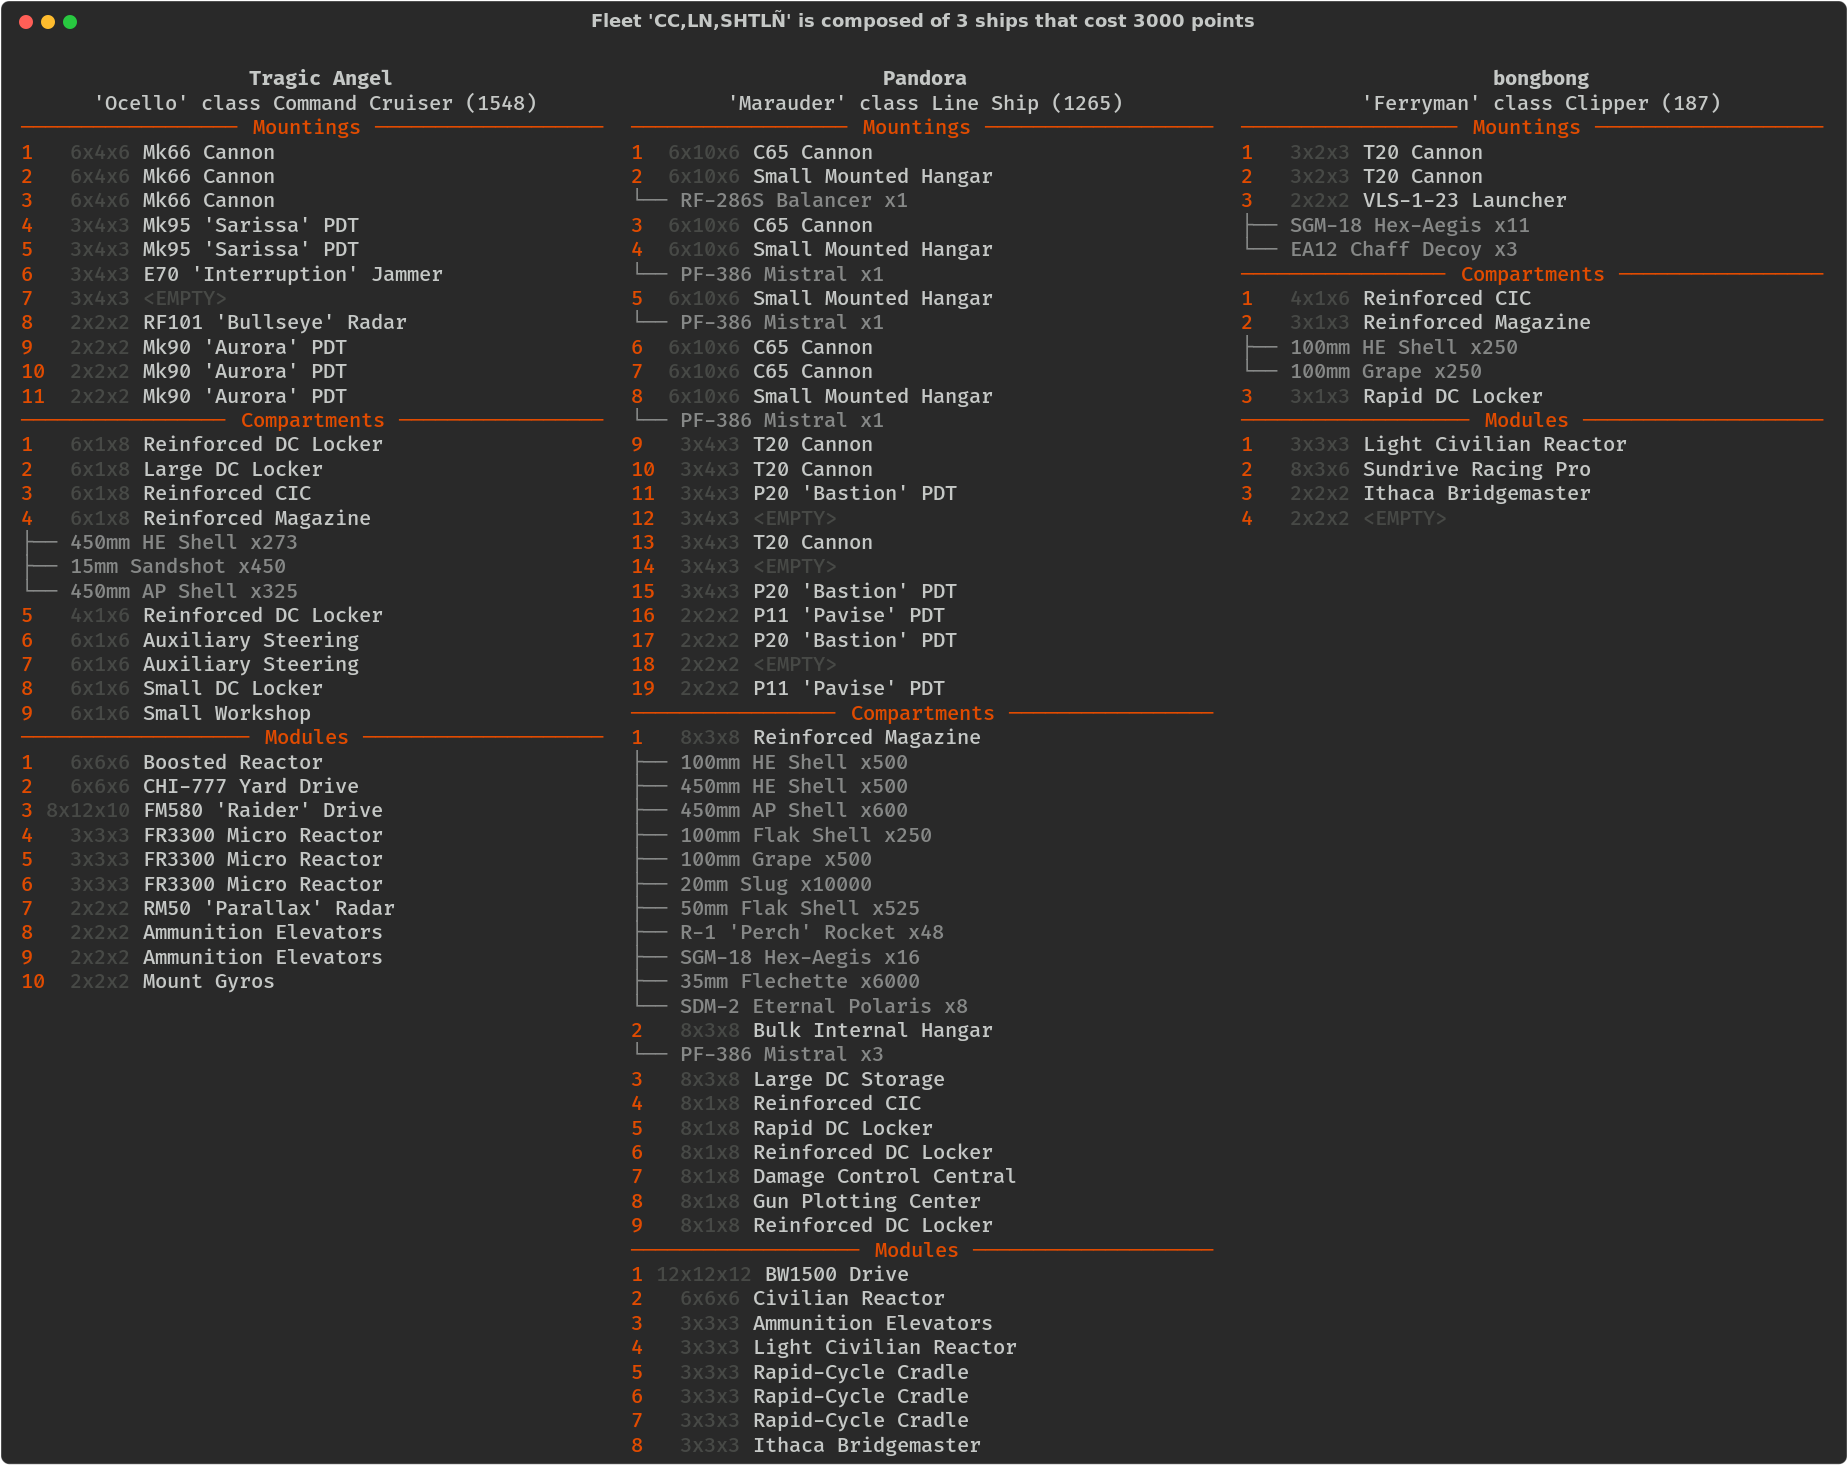 Fleet 'CC,LN,SHTLÑ' is composed of 3 ships that cost 3000 points
Tragic Angel
'Ocello' class Command Cruiser (1548)
Mountings
1 6x4x6 Mk66 Cannon
2 6x4x6 Mk66 Cannon
3 6x4x6 Mk66 Cannon
4 3x4x3 Mk95 'Sarissa' PDT
5 3x4x3 Mk95 'Sarissa' PDT
6 3x4x3 E70 'Interruption' Jammer
7 3x4x3 <EMPTY>
8 2x2x2 RF101 'Bullseye' Radar
9 2x2x2 Mk90 'Aurora' PDT
10 2x2x2 Mk90 'Aurora' PDT
11 2x2x2 Mk90 'Aurora' PDT
Compartments
1 6x1x8 Reinforced DC Locker
2 6x1x8 Large DC Locker
3 6x1x8 Reinforced CIC
4 6x1x8 Reinforced Magazine
450mm HE Shell x273
15mm Sandshot x450
450mm AP Shell x325
5 4x1x6 Reinforced DC Locker
6 6x1x6 Auxiliary Steering
7 6x1x6 Auxiliary Steering
8 6x1x6 Small DC Locker
9 6x1x6 Small Workshop
Modules
1 6x6x6 Boosted Reactor
2 6x6x6 CHI-777 Yard Drive
3 8x12x10 FM580 'Raider' Drive
4 3x3x3 FR3300 Micro Reactor
5 3x3x3 FR3300 Micro Reactor
6 3x3x3 FR3300 Micro Reactor
7 2x2x2 RM50 'Parallax' Radar
8 2x2x2 Ammunition Elevators
9 2x2x2 Ammunition Elevators
10 2x2x2 Mount Gyros
Pandora
'Marauder' class Line Ship (1265)
Mountings
1 6x10x6 C65 Cannon
2 6x10x6 Small Mounted Hangar
RF-286S Balancer x1
3 6x10x6 C65 Cannon
4 6x10x6 Small Mounted Hangar
PF-386 Mistral x1
5 6x10x6 Small Mounted Hangar
PF-386 Mistral x1
6 6x10x6 C65 Cannon
7 6x10x6 C65 Cannon
8 6x10x6 Small Mounted Hangar
PF-386 Mistral x1
9 3x4x3 T20 Cannon
10 3x4x3 T20 Cannon
11 3x4x3 P20 'Bastion' PDT
12 3x4x3 <EMPTY>
13 3x4x3 T20 Cannon
14 3x4x3 <EMPTY>
15 3x4x3 P20 'Bastion' PDT
16 2x2x2 P11 'Pavise' PDT
17 2x2x2 P20 'Bastion' PDT
18 2x2x2 <EMPTY>
19 2x2x2 P11 'Pavise' PDT
Compartments
1 8x3x8 Reinforced Magazine
100mm HE Shell x500
450mm HE Shell x500
450mm AP Shell x600
100mm Flak Shell x250
100mm Grape x500
20mm Slug x10000
50mm Flak Shell x525
R-1 'Perch' Rocket x48
SGM-18 Hex-Aegis x16
35mm Flechette x6000
SDM-2 Eternal Polaris x8
2 8x3x8 Bulk Internal Hangar
PF-386 Mistral x3
3 8x3x8 Large DC Storage
4 8x1x8 Reinforced CIC
5 8x1x8 Rapid DC Locker
6 8x1x8 Reinforced DC Locker
7 8x1x8 Damage Control Central
8 8x1x8 Gun Plotting Center
9 8x1x8 Reinforced DC Locker
Modules
1 12x12x12 BW1500 Drive
2 6x6x6 Civilian Reactor
3 3x3x3 Ammunition Elevators
4 3x3x3 Light Civilian Reactor
5 3x3x3 Rapid-Cycle Cradle
6 3x3x3 Rapid-Cycle Cradle
7 3x3x3 Rapid-Cycle Cradle
8 3x3x3 Ithaca Bridgemaster
bongbong
'Ferryman' class Clipper (187)
Mountings
1 3x2x3 T20 Cannon
2 3x2x3 T20 Cannon
3 2x2x2 VLS-1-23 Launcher
SGM-18 Hex-Aegis x11
EA12 Chaff Decoy x3
Compartments
1 4x1x6 Reinforced CIC
2 3x1x3 Reinforced Magazine
100mm HE Shell x250
100mm Grape x250
3 3x1x3 Rapid DC Locker
Modules
1 3x3x3 Light Civilian Reactor
2 8x3x6 Sundrive Racing Pro
3 2x2x2 Ithaca Bridgemaster
4 2x2x2 <EMPTY>